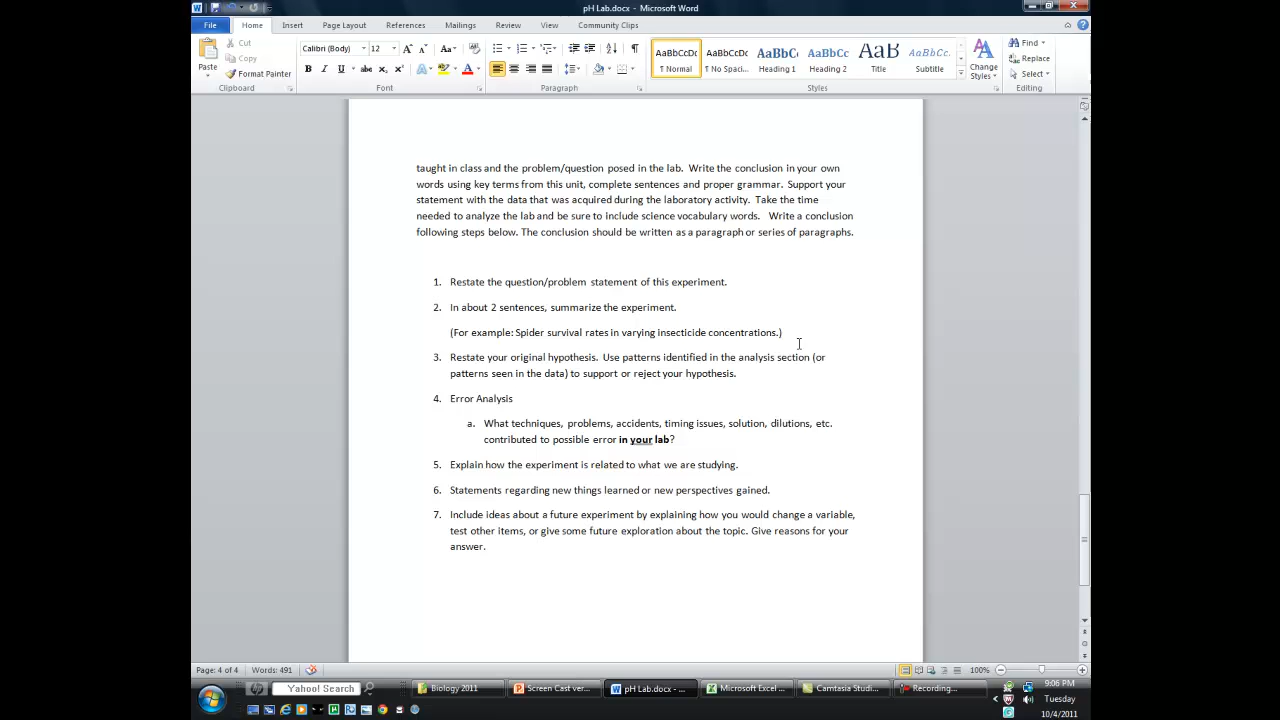 pH Lab.docx - Microsoft Word
File Home Insert Page Layout References Mailings Review View Community Clips
Paste
Cut
Copy
Format Painter
Clipboard
Calibri (Body) 12
Font
Paragraph
AaBbCcDc AaBbCcDc AaBbC AaBbCc AaB AaBbCc.
¶ Normal ¶ No Spaci... Heading 1 Heading 2 Title Subtitle
Change Styles
Styles
Find
Replace
Select
Editing
taught in class and the problem/question posed in the lab. Write the conclusion in your own
words using key terms from this unit, complete sentences and proper grammar. Support your
statement with the data that was acquired during the laboratory activity. Take the time
needed to analyze the lab and be sure to include science vocabulary words. Write a conclusion
following steps below. The conclusion should be written as a paragraph or series of paragraphs.
1. Restate the question/problem statement of this experiment.
2. In about 2 sentences, summarize the experiment.
(For example: Spider survival rates in varying insecticide concentrations.)
3. Restate your original hypothesis. Use patterns identified in the analysis section (or
patterns seen in the data) to support or reject your hypothesis.
4. Error Analysis
a. What techniques, problems, accidents, timing issues, solution, dilutions, etc.
contributed to possible error in your lab?
5. Explain how the experiment is related to what we are studying.
6. Statements regarding new things learned or new perspectives gained.
7. Include ideas about a future experiment by explaining how you would change a variable,
test other items, or give some future exploration about the topic. Give reasons for your
answer.
Page: 4 of 4 Words: 491 100%
Yahoo! Search Biology 2011 Screen Cast ver... pH Lab.docx - ... Microsoft Excel ... Camtasia Studi... Recording...
9:06 PM
Tuesday
10/4/2011